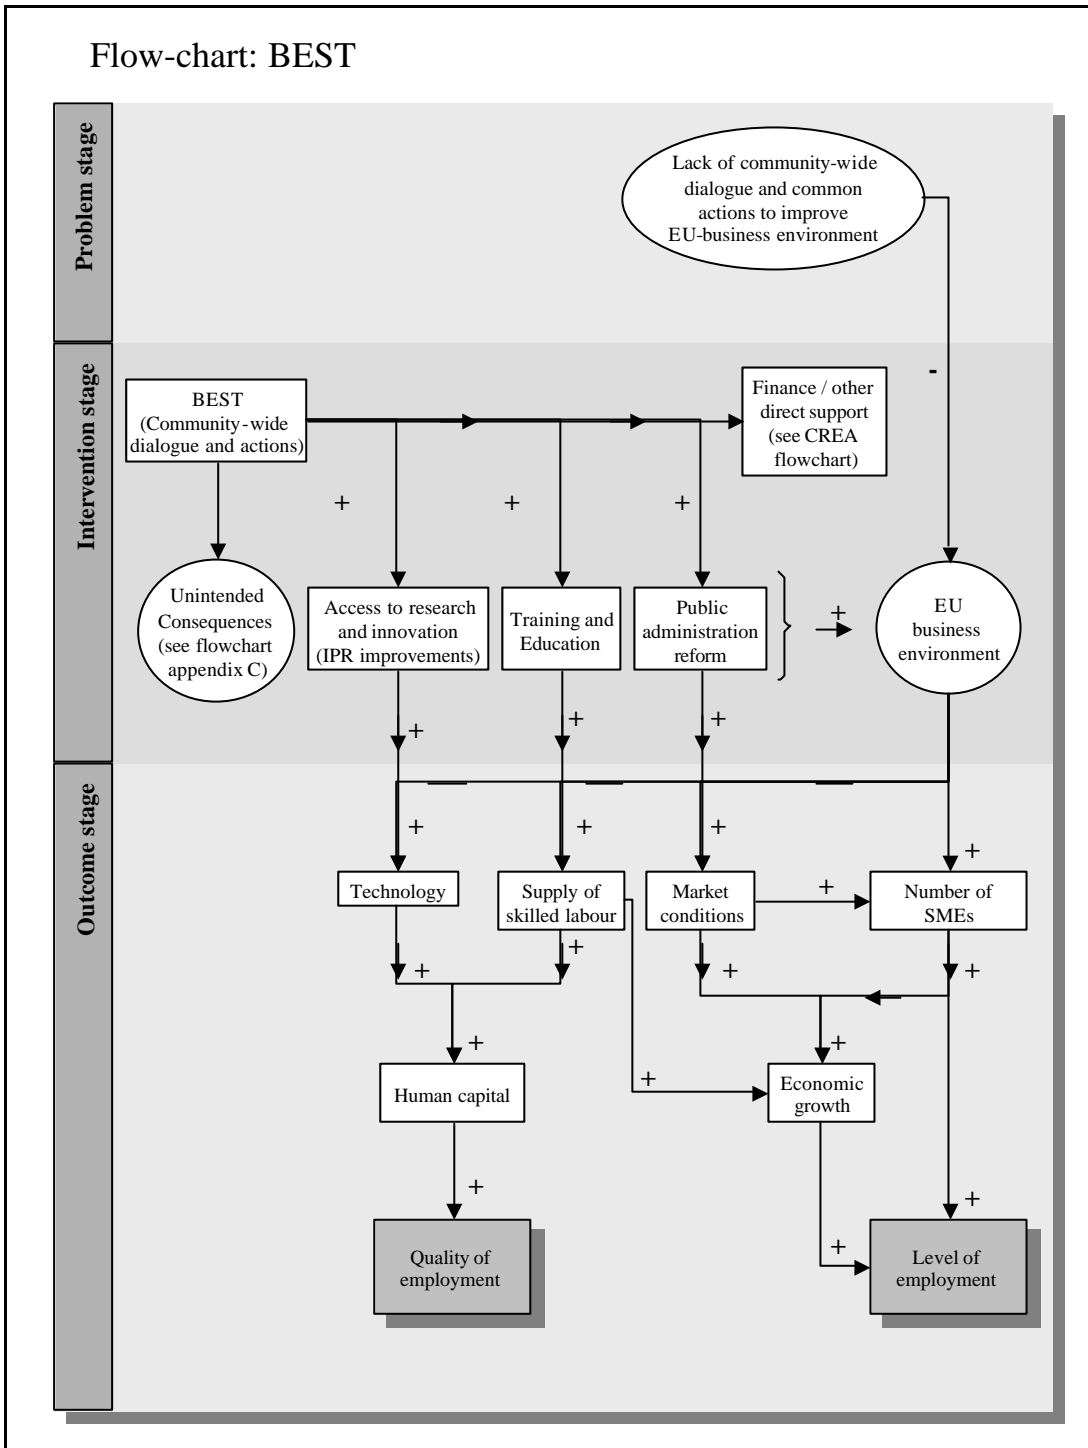 Flow-chart: BEST
Problem stage
Lack of community-wide
dialogue and common
actions to improve
EU-business environment
-
Intervention stage
BEST
(Community-wide
dialogue and actions)
Finance / other
direct support
(see CREA
flowchart)
+
+
+
Unintended
Consequences
(see flowchart
appendix C)
Access to research
and innovation
(IPR improvements)
Training and
Education
Public
administration
reform
+
EU
business
environment
+
+
+
Outcome stage
+
+
+
+
Technology
Supply of
skilled labour
Market
conditions
+
Number of
SMEs
+
+
+
+
+
+
Human capital
+
Economic
growth
+
+
+
Quality of
employment
Level of
employment